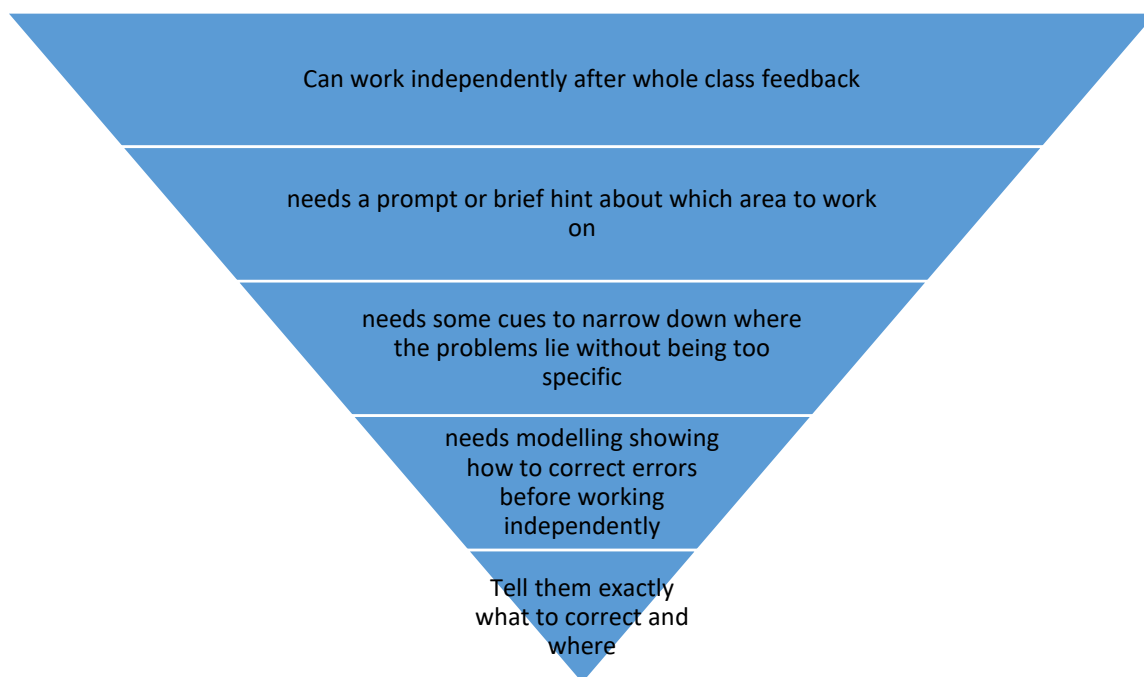 Can work independently after whole class feedback
needs a prompt or brief hint about which area to work
on
needs some cues to narrow down where
the problems lie without being too
specific
needs modelling showing
how to correct errors
before working
independently
Tell them exactly
what to correct and
where